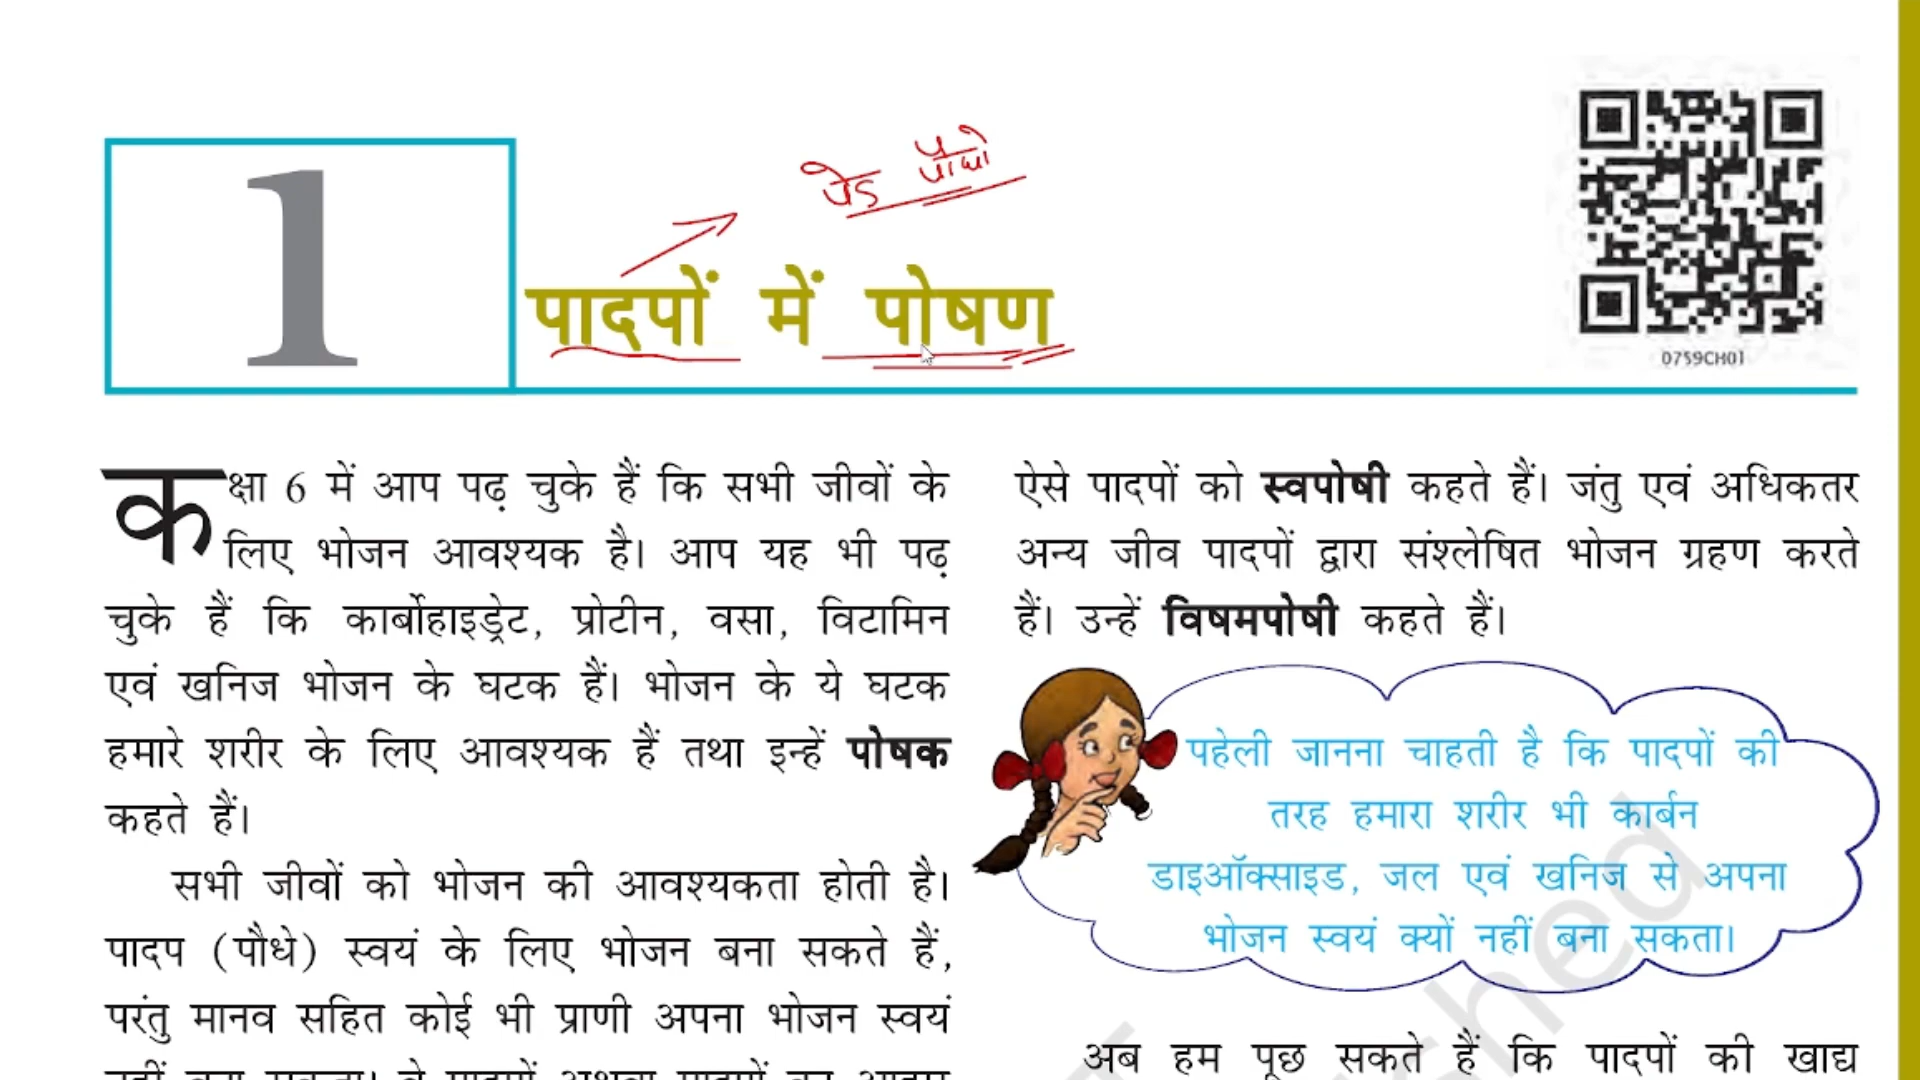 1
पेड पौधो
पादपों में पोषण
0759CH01
कक्षा 6 में आप पढ़ चुके हैं कि सभी जीवों के
लिए भोजन आवश्यक है। आप यह भी पढ़
चुके हैं कि कार्बोहाइड्रेट, प्रोटीन, वसा, विटामिन
एवं खनिज भोजन के घटक हैं। भोजन के ये घटक
हमारे शरीर के लिए आवश्यक हैं तथा इन्हें पोषक
कहते हैं।
सभी जीवों को भोजन की आवश्यकता होती है।
पादप (पौधे) स्वयं के लिए भोजन बना सकते हैं,
परंतु मानव सहित कोई भी प्राणी अपना भोजन स्वयं
ऐसे पादपों को स्वपोषी कहते हैं। जंतु एवं अधिकतर
अन्य जीव पादपों द्वारा संश्लेषित भोजन ग्रहण करते
हैं। उन्हें विषमपोषी कहते हैं।
पहेली जानना चाहती है कि पादपों की
तरह हमारा शरीर भी कार्बन
डाइऑक्साइड, जल एवं खनिज से अपना
भोजन स्वयं क्यों नहीं बना सकता।
अब हम पूछ सकते हैं कि पादपों की खाद्य